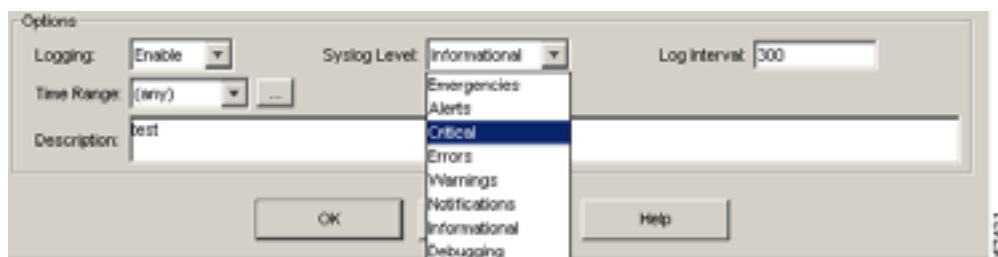 Options
Logging: Enable Syslog Level: Informational Log Interval: 300
Emergencies
Time Range: (any) ...
Alerts
Critical
Description: test
Errors
Warnings
Notifications
OK Informational Help
Debugging